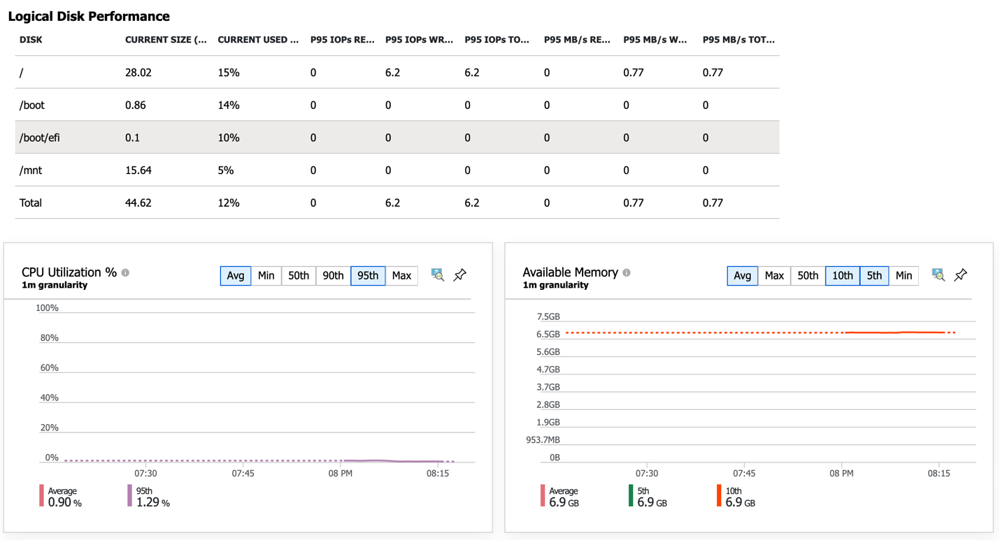 Logical Disk Performance
DISK CURRENT SIZE (... CURRENT USED ... P95 IOPs RE... P95 IOPs WR... P95 IOPs TO... P95 MB/s RE... P95 MB/s W... P95 MB/s TOT...
/ 28.02 15% 0 6.2 6.2 0 0.77 0.77
/boot 0.86 14% 0 0 0 0 0 0
/boot/efi 0.1 10% 0 0 0 0 0 0
/mnt 15.64 5% 0 0 0 0 0 0
Total 44.62 12% 0 6.2 6.2 0 0.77 0.77
CPU Utilization %
1m granularity
Avg Min 50th 90th 95th Max
100%
80%
60%
40%
20%
0%
07:30 07:45 08 PM 08:15
Average 95th
0.90 % 1.29 %
Available Memory
1m granularity
Avg Max 50th 10th 5th Min
7.5GB
6.5GB
5.6GB
4.7GB
3.7GB
2.8GB
1.9GB
953.7MB
0B
07:30 07:45 08 PM 08:15
Average 5th 10th
6.9 GB 6.9 GB 6.9 GB